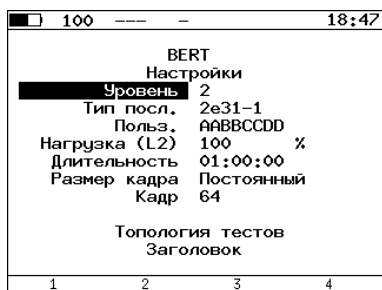 100 --- - 18:47
BERT
Настройки
Уровень 2
Тип посл. 2e31-1
Польз. AABBCCDD
Нагрузка (L2) 100 %
Длительность 01:00:00
Размер кадра Постоянный
Кадр 64
Топология тестов
Заголовок
1 2 3 4